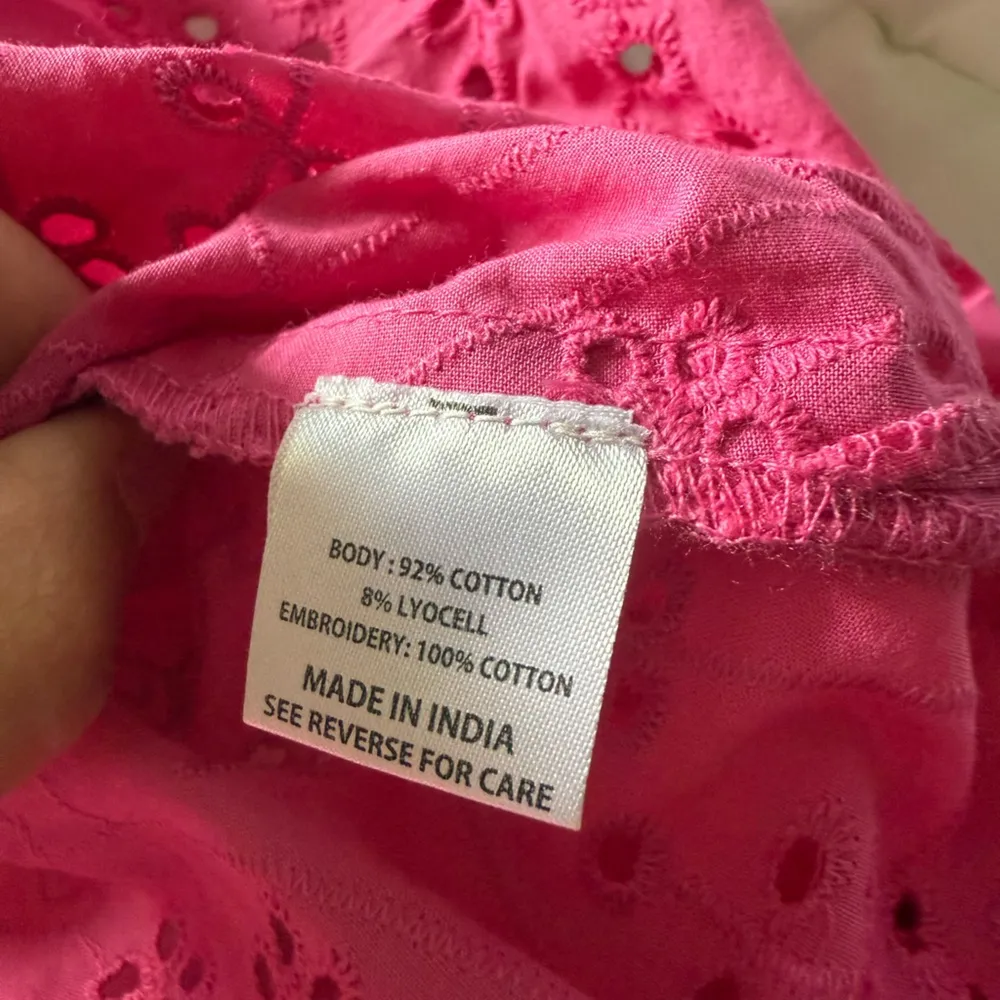 BODY : 92% COTTON
8% LYOCELL
EMBROIDERY: 100% COTTON
MADE IN INDIA
SEE REVERSE FOR CARE